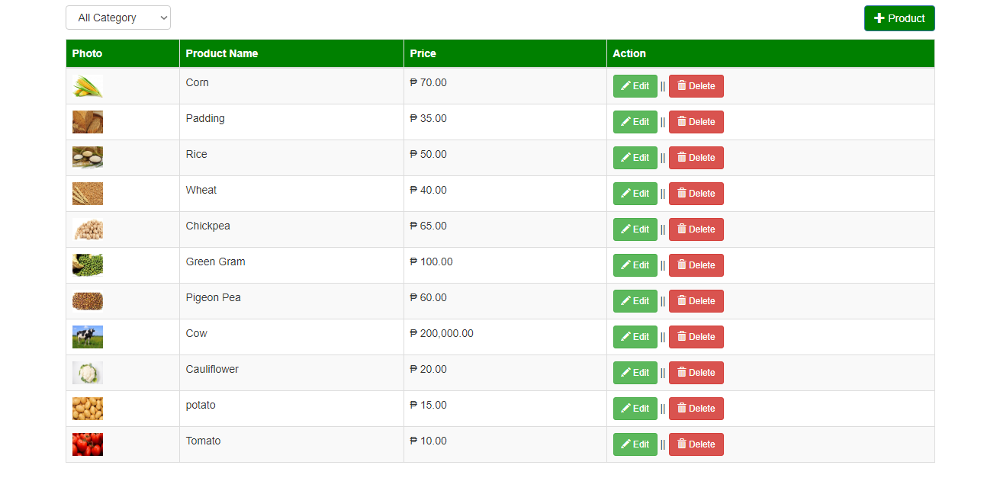 All Category
+ Product
Photo Product Name Price Action
Corn ₱ 70.00 Edit || Delete
Padding ₱ 35.00 Edit || Delete
Rice ₱ 50.00 Edit || Delete
Wheat ₱ 40.00 Edit || Delete
Chickpea ₱ 65.00 Edit || Delete
Green Gram ₱ 100.00 Edit || Delete
Pigeon Pea ₱ 60.00 Edit || Delete
Cow ₱ 200,000.00 Edit || Delete
Cauliflower ₱ 20.00 Edit || Delete
potato ₱ 15.00 Edit || Delete
Tomato ₱ 10.00 Edit || Delete